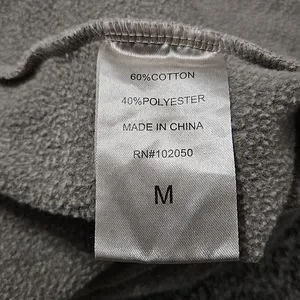 60%COTTON
40%POLYESTER
MADE IN CHINA
RN#102050
M